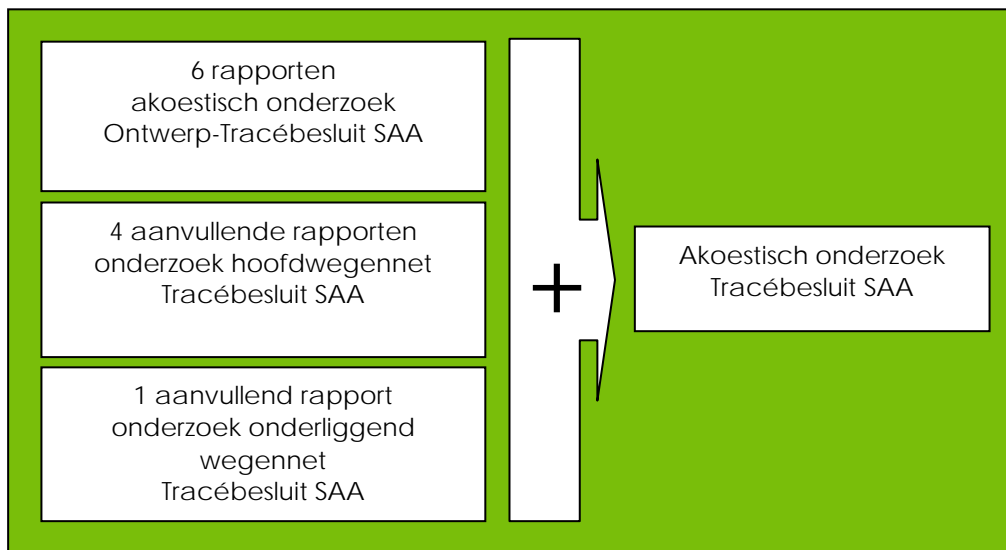 6 rapporten
akoestisch onderzoek
Ontwerp-Tracébesluit SAA
4 aanvullende rapporten
onderzoek hoofdwegennet
Tracébesluit SAA
1 aanvullend rapport
onderzoek onderliggend
wegennet
Tracébesluit SAA
+
Akoestisch onderzoek
Tracébesluit SAA